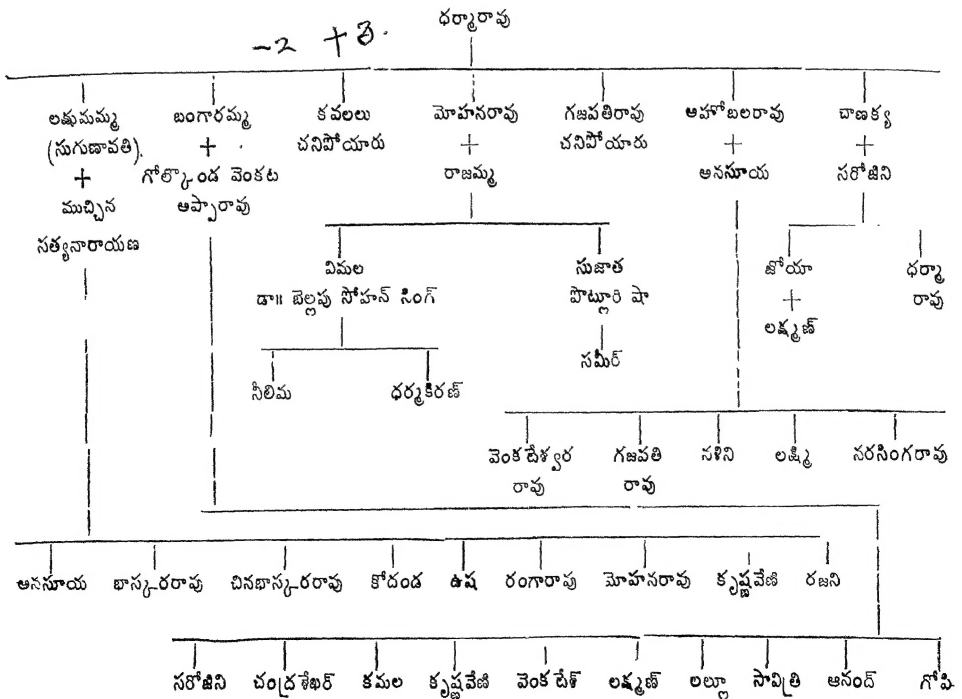 ధర్మారావు
-2 +3.
లక్షుమమ్మ బంగారమ్మ కవలలు మోహనరావు గజపతిరావు అహోబలరావు చాణక్య
(సుగుణావతి). + చనిపోయారు + చనిపోయారు + +
+ గోల్కొండ వెంకట రాజమ్మ అనసూయ సరోజిని
ముచ్చిన అప్పారావు
సత్యనారాయణ
విమల సుజాత జోయా ధర్మా
డా॥ బెల్లపు సోహన్ సింగ్ పొట్లూరి షా + రావు
లక్ష్మణ్
సమీర్
నీలిమ ధర్మకిరణ్
వెంకటేశ్వర గజపతి నళిని లక్ష్మి నరసింగరావు
రావు రావు
అనసూయ భాస్కరరావు చినభాస్కరరావు కోదండ ఉష రంగారావు మోహనరావు కృష్ణవేణి రజని
సరోజిని చంద్రశేఖర్ కమల కృష్ణవేణి వెంకటేశ్ లక్ష్మణ్ అల్లూ సావిత్రి ఆనంద్ గోపి